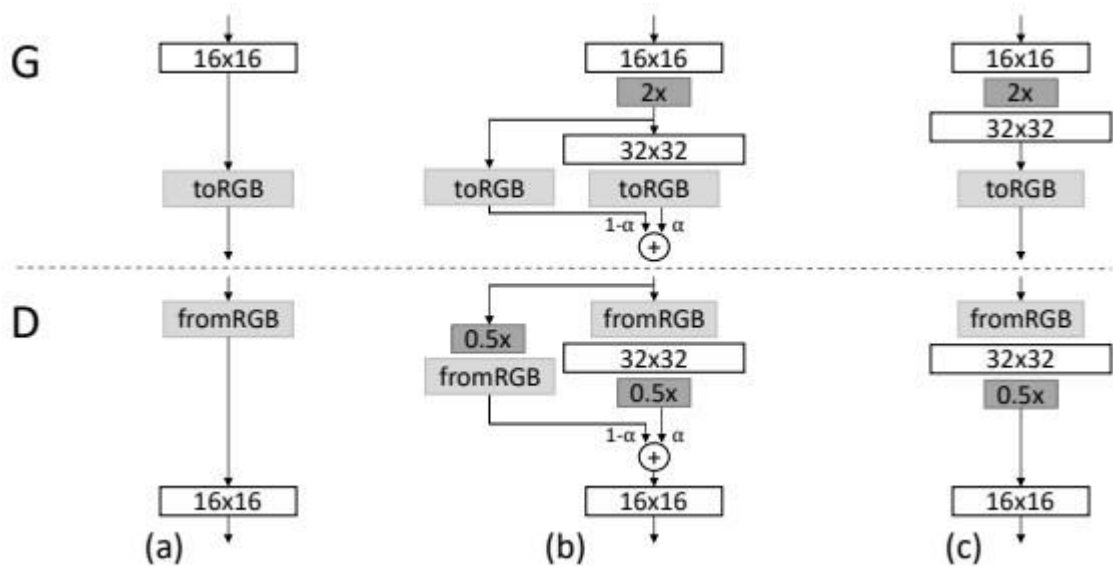 G
16x16
16x16
16x16
2x
2x
32x32
32x32
toRGB
toRGB
toRGB
toRGB
1-α
α
+
D
fromRGB
fromRGB
fromRGB
0.5x
32x32
32x32
fromRGB
0.5x
0.5x
1-α
α
+
16x16
16x16
16x16
(a)
(b)
(c)